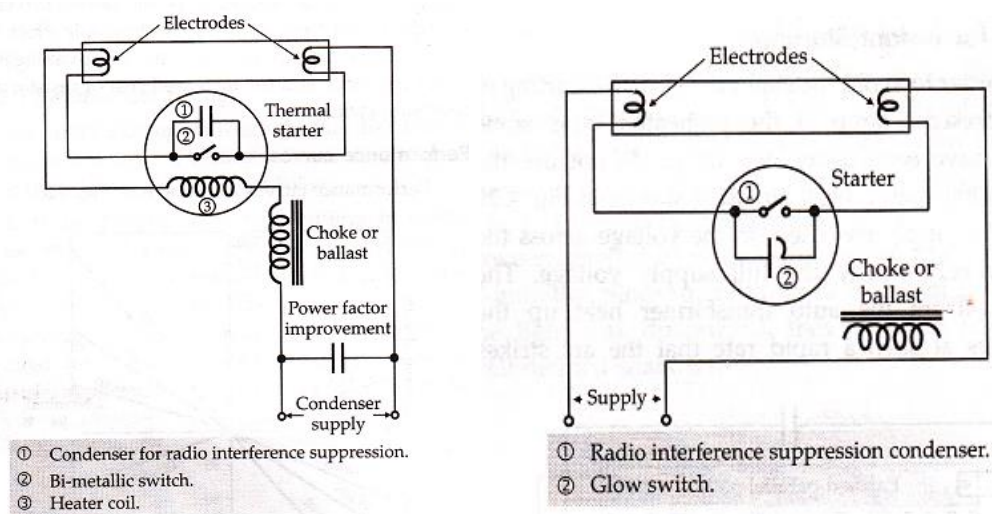 Electrodes
①
②
Thermal
starter
③
Choke or
ballast
Power factor
improvement
Condenser
supply
① Condenser for radio interference suppression.
② Bi-metallic switch.
③ Heater coil.
Electrodes
Starter
①
②
Choke or
ballast
Supply
① Radio interference suppression condenser.
② Glow switch.